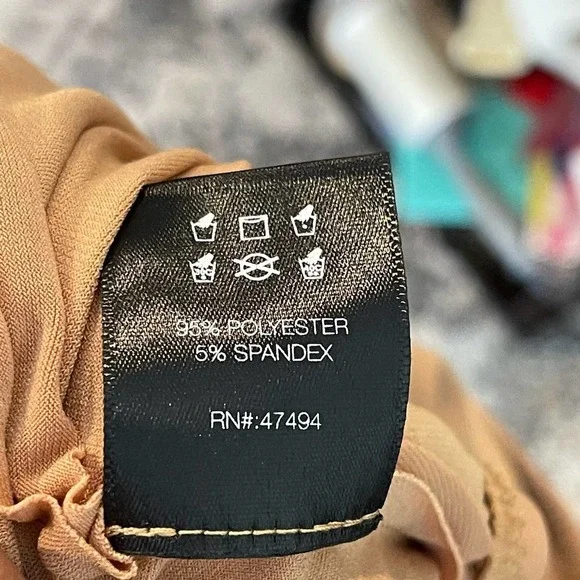 95% POLYESTER
5% SPANDEX
RN#:47494